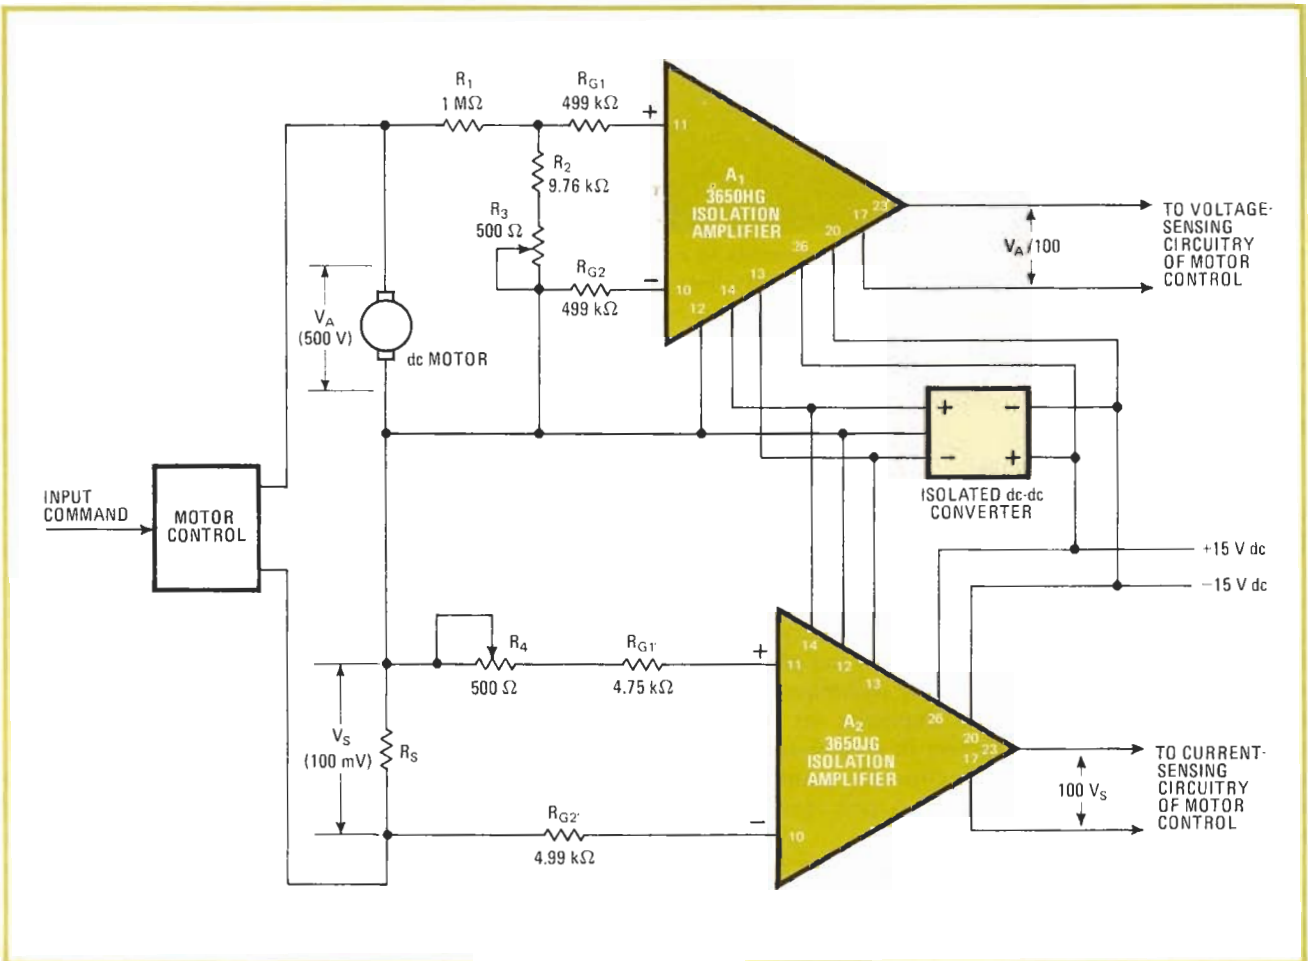 R1
1 MΩ
RG1
499 kΩ
+
11
R2
9.76 kΩ
R3
500 Ω
RG2
499 kΩ
−
10
A1
3650HG
ISOLATION
AMPLIFIER
12
14
13
26
20
17
23
VA/100
TO VOLTAGE-
SENSING
CIRCUITRY
OF MOTOR
CONTROL
VA
(500 V)
dc MOTOR
+
−
−
+
ISOLATED dc-dc
CONVERTER
INPUT
COMMAND
MOTOR
CONTROL
+15 V dc
−15 V dc
R4
500 Ω
RG1'
4.75 kΩ
+
11
14
12
13
26
20
23
17
A2
3650JG
ISOLATION
AMPLIFIER
VS
(100 mV)
RS
RG2'
4.99 kΩ
−
10
100 VS
TO CURRENT-
SENSING
CIRCUITRY
OF MOTOR
CONTROL